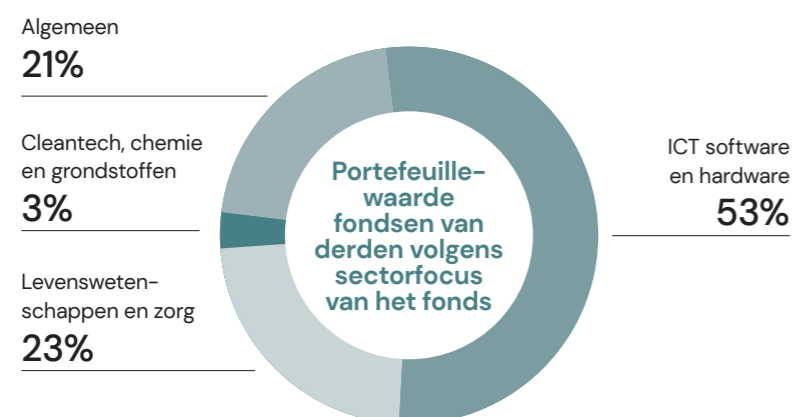 Algemeen
21%
Cleantech, chemie
en grondstoffen
3%
Levensweten-
schappen en zorg
23%
Portefeuille-
waarde
fondsen van
derden volgens
sectorfocus
van het fonds
ICT software
en hardware
53%